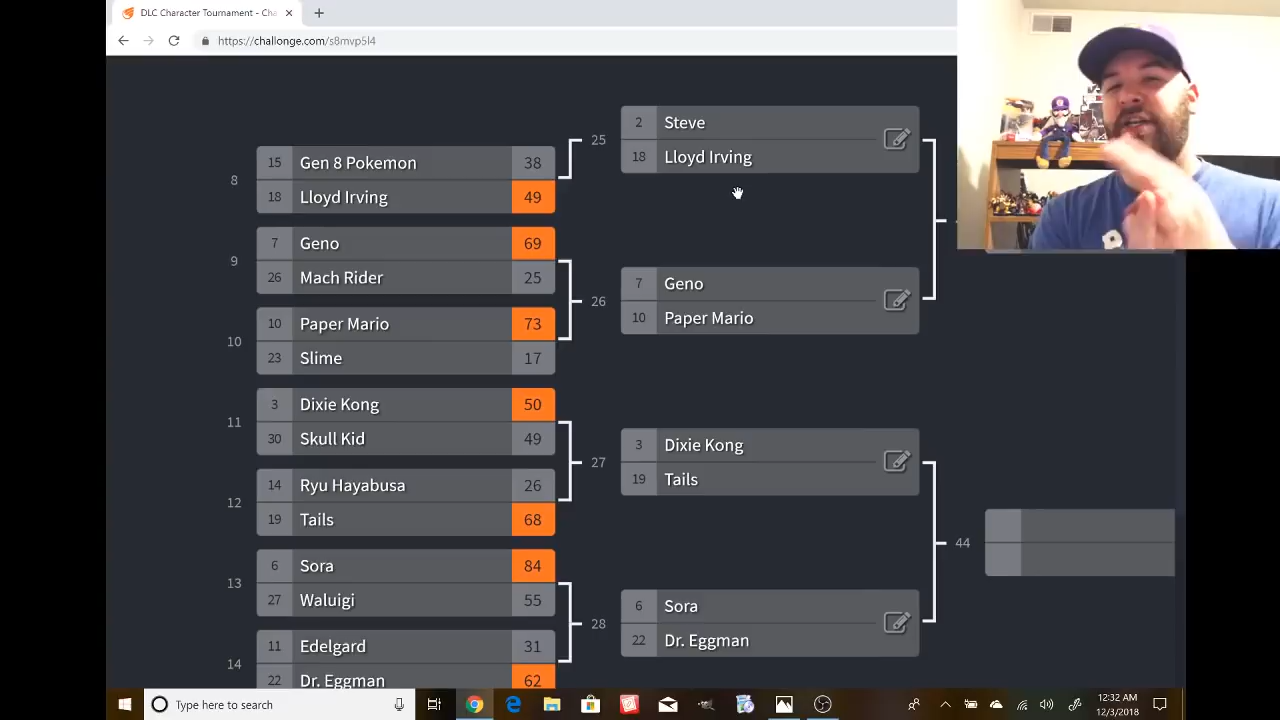 DLC Character Tournament - Cha
https://challonge.com/s8mvp5l4
8
15 Gen 8 Pokemon 38
18 Lloyd Irving 49
9
7 Geno 69
26 Mach Rider 25
10
10 Paper Mario 73
23 Slime 17
11
3 Dixie Kong 50
30 Skull Kid 49
12
14 Ryu Hayabusa 26
19 Tails 68
13
6 Sora 84
27 Waluigi 55
14
11 Edelgard 31
22 Dr. Eggman 62
25
2 Steve
18 Lloyd Irving
26
7 Geno
10 Paper Mario
27
3 Dixie Kong
19 Tails
28
6 Sora
22 Dr. Eggman
44
Type here to search
12:32 AM
12/3/2018